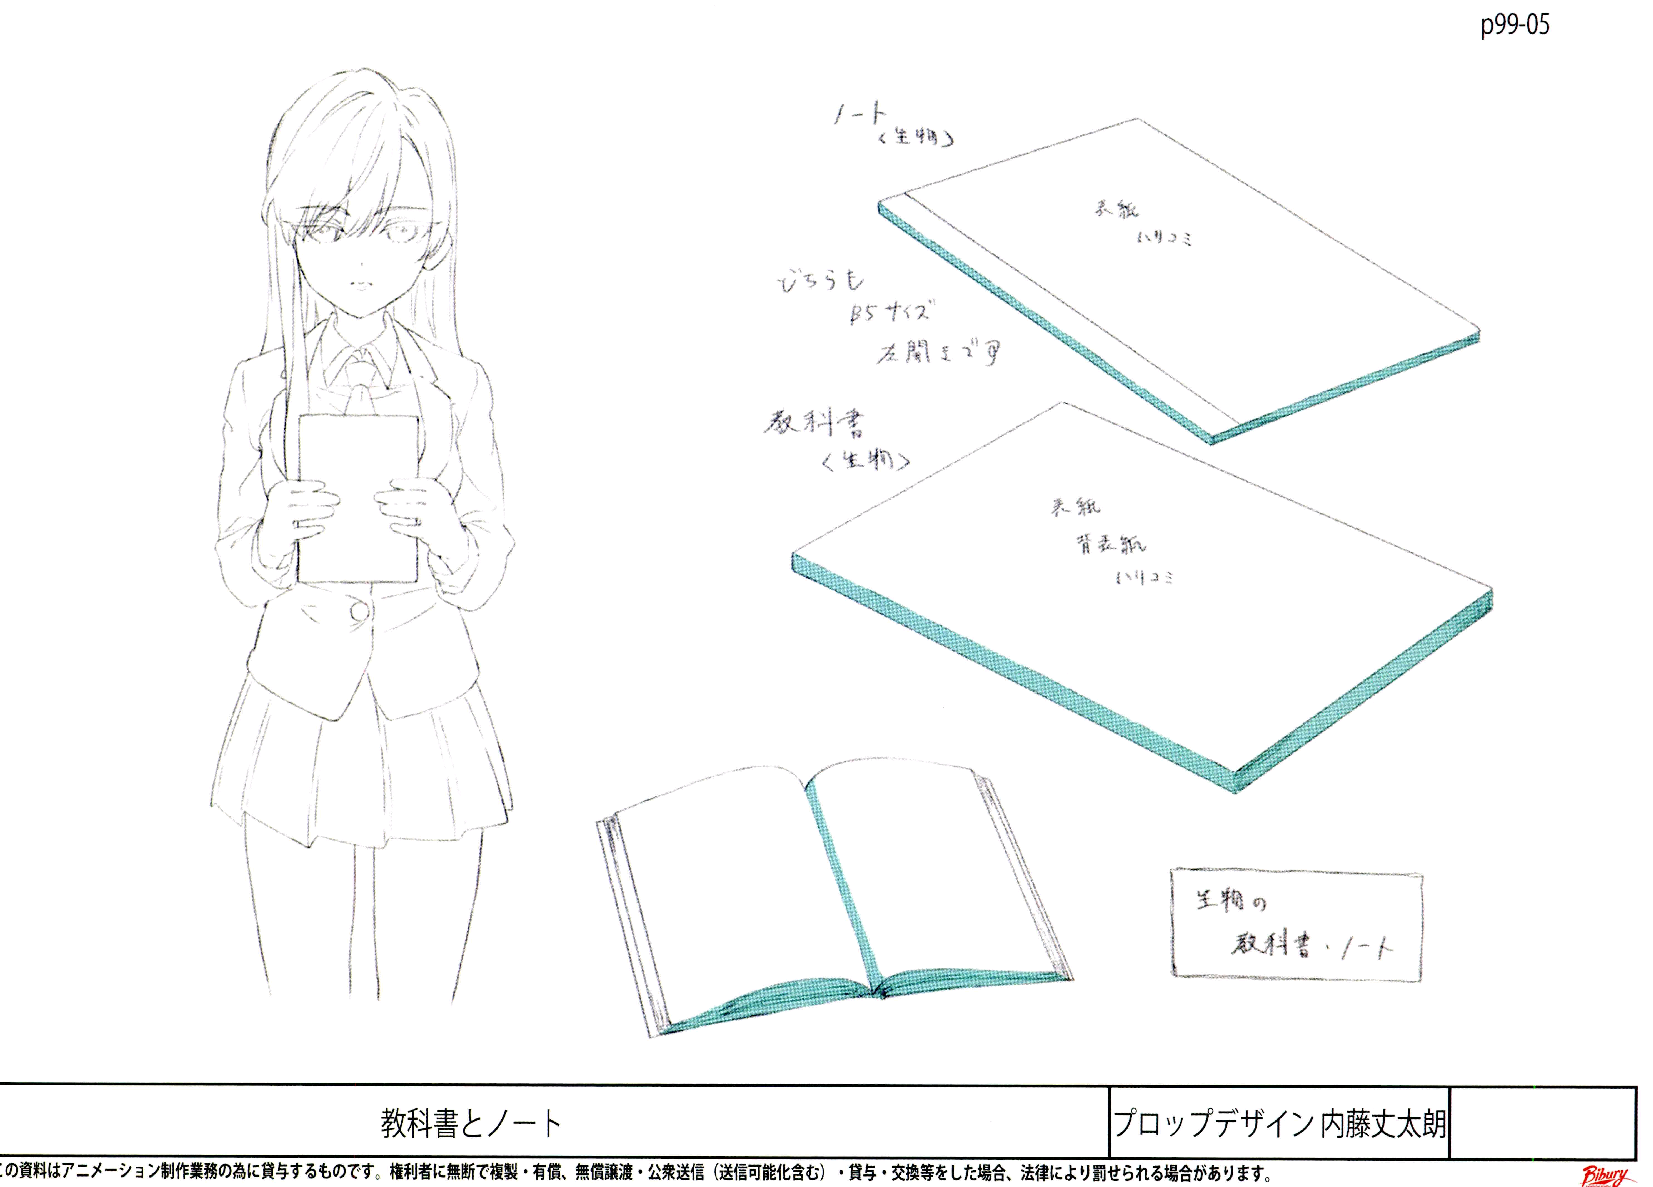 p99-05
ノート
<生物>
表紙
ハリコミ
どちらも
B5サイズ
左開きです
教科書
<生物>
表紙
背表紙
ハリコミ
生物の
教科書・ノート
教科書とノート
プロップデザイン 内藤丈太朗
この資料はアニメーション制作業務の為に貸与するものです。権利者に無断で複製・有償、無償譲渡・公衆送信（送信可能化含む）・貸与・交換等をした場合、法律により罰せられる場合があります。
Bibury